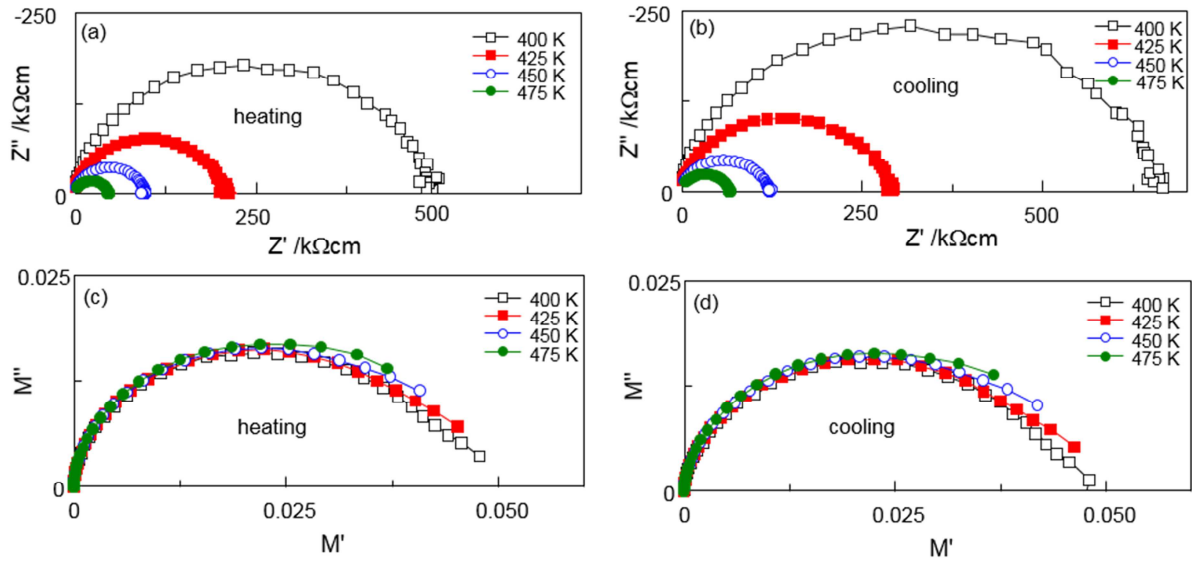 (a)
-250
Z'' /kΩcm
0
0
250
500
Z' /kΩcm
heating
400 K
425 K
450 K
475 K
(b)
-250
Z'' /kΩcm
0
0
250
500
Z' /kΩcm
cooling
400 K
425 K
450 K
475 K
(c)
0.025
M''
0
0
0.025
0.050
M'
heating
400 K
425 K
450 K
475 K
(d)
0.025
M''
0
0
0.025
0.050
M'
cooling
400 K
425 K
450 K
475 K